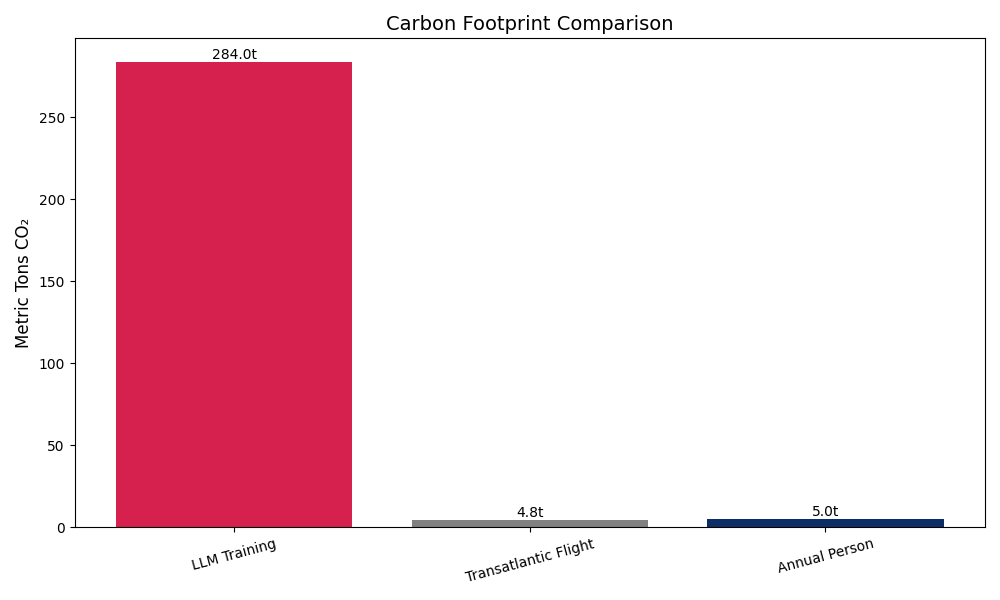 Carbon Footprint Comparison
284.0t
250
200
150
100
50
0
4.8t
5.0t
Metric Tons CO₂
LLM Training
Transatlantic Flight
Annual Person